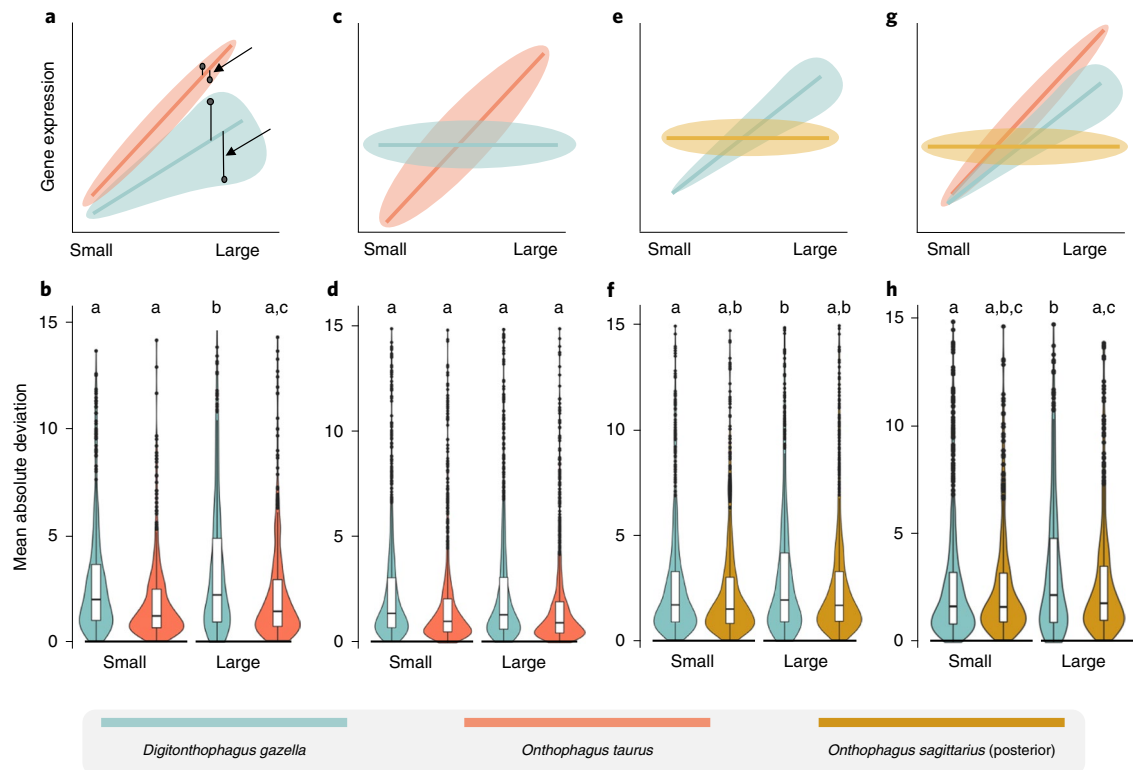 a
c
e
g
Gene expression
Small Large
Small Large
Small Large
Small Large
b
d
f
h
a a b a,c
a a a a
a a,b b a,b
a a,b,c b a,c
Mean absolute deviation
15
10
5
0
15
10
5
0
15
10
5
0
15
10
5
0
Small Large
Small Large
Small Large
Small Large
Digitonthophagus gazella
Onthophagus taurus
Onthophagus sagittarius (posterior)